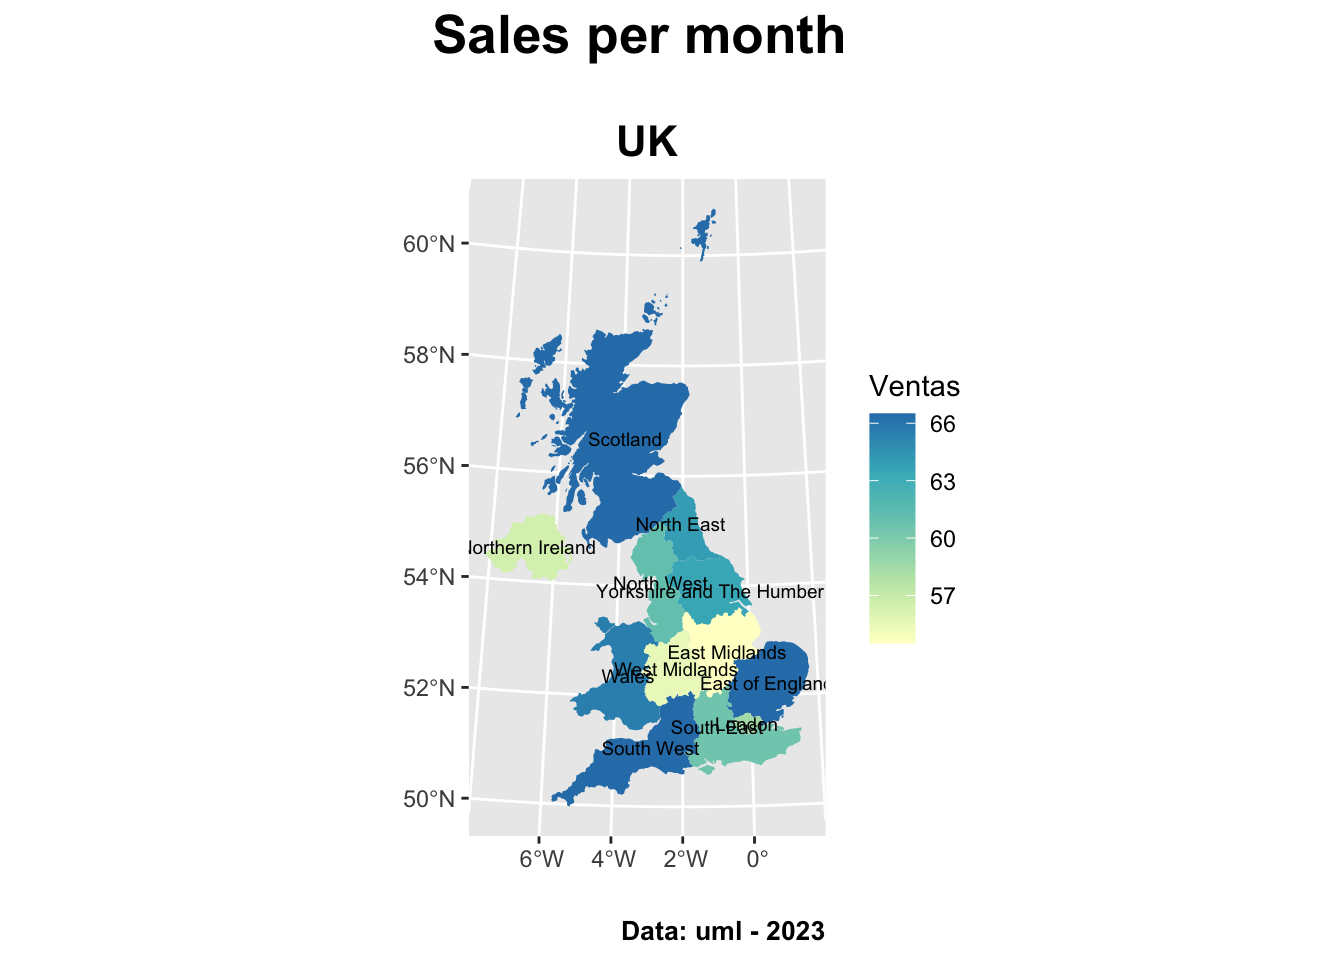 Sales per month
UK
60°N
58°N
56°N
54°N
52°N
50°N
Scotland
North East
orthern Ireland
North West
Yorkshire and The Humber
East Midlands
West Midlands
Wales
East of England
London
South East
South West
6°W
4°W
2°W
0°
Ventas
66
63
60
57
Data: uml - 2023